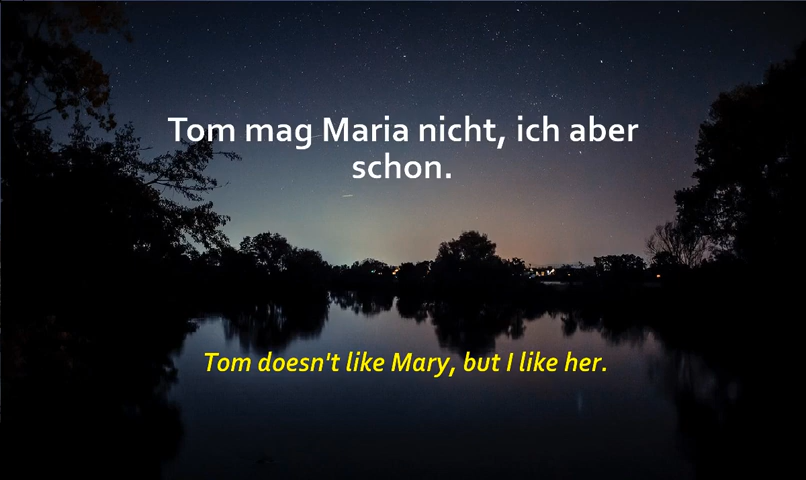 Tom mag Maria nicht, ich aber
schon.
Tom doesn't like Mary, but I like her.